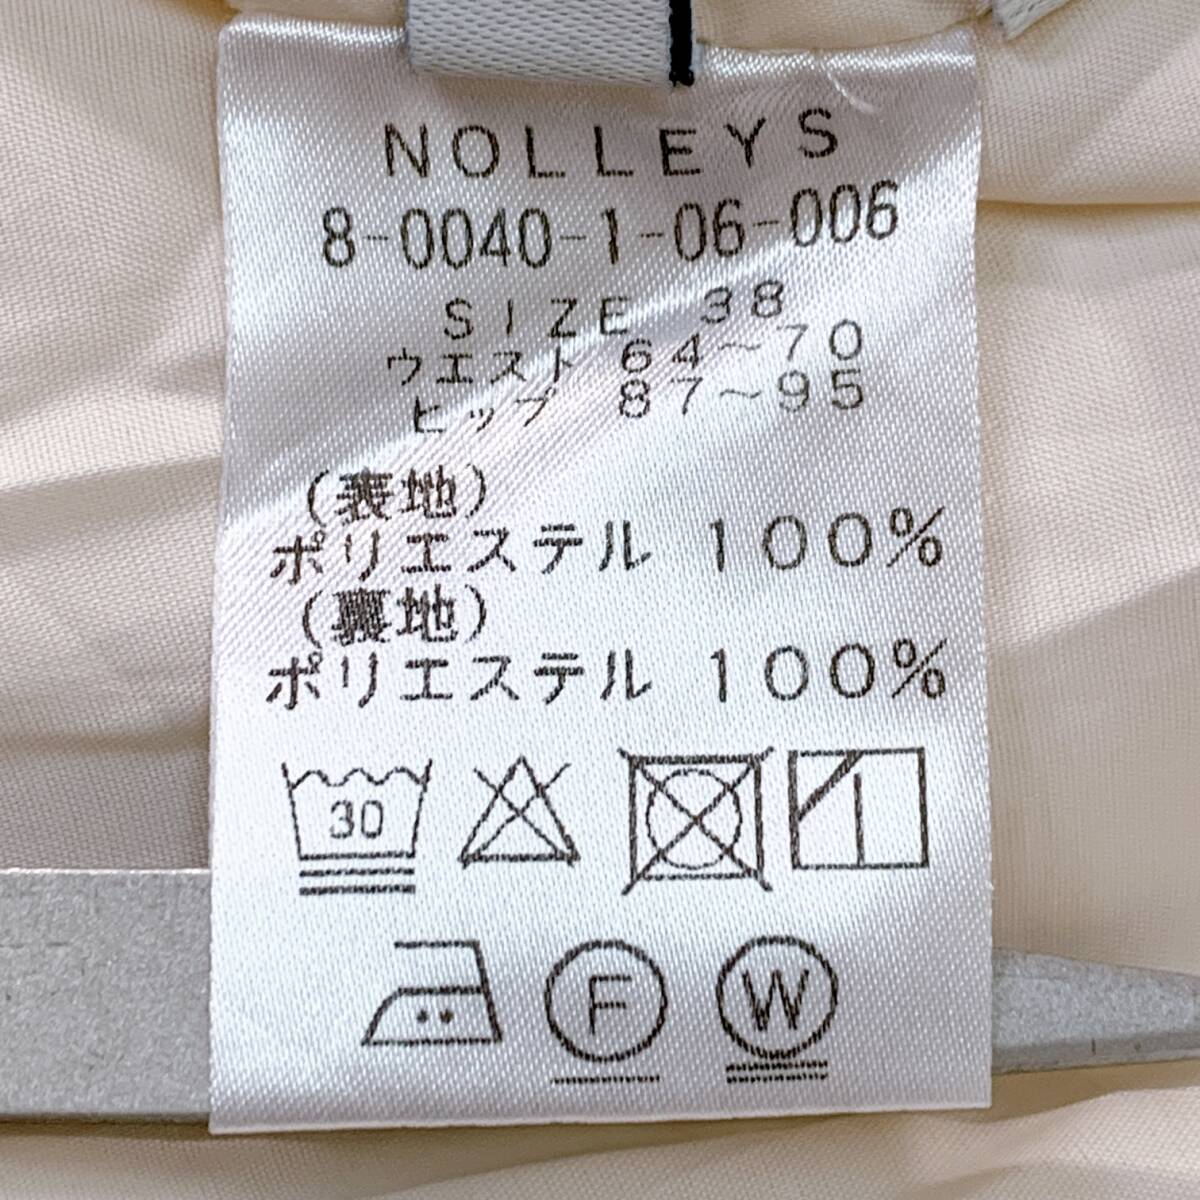 NOLLEYS
8-0040-1-06-006
SIZE 38
ウエスト 64~70
ヒップ 87~95
(表地)
ポリエステル 100%
(裏地)
ポリエステル 100%
30
F
W